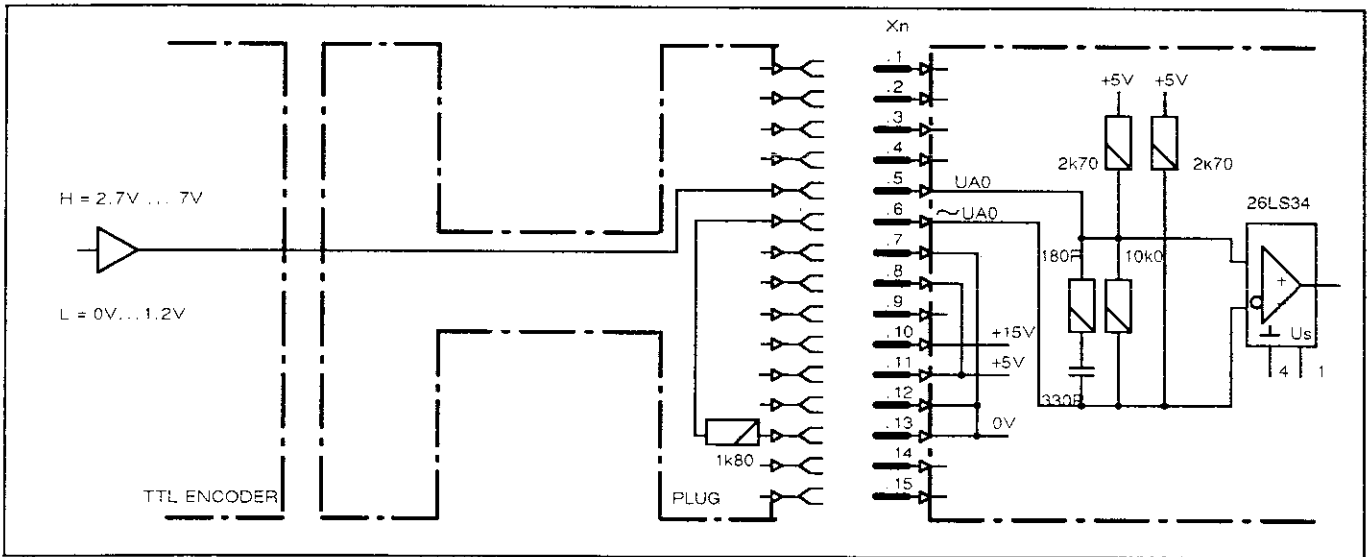 Xn
.1
.2
.3
.4
.5
.6
.7
.8
.9
.10
.11
.12
.13
.14
.15
H = 2.7V ... 7V
L = 0V...1.2V
TTL ENCODER
PLUG
1k80
UA0
~UA0
+15V
+5V
0V
+5V +5V
2k70 2k70
180R 10k0
330P
26LS34
+
Us
4 1